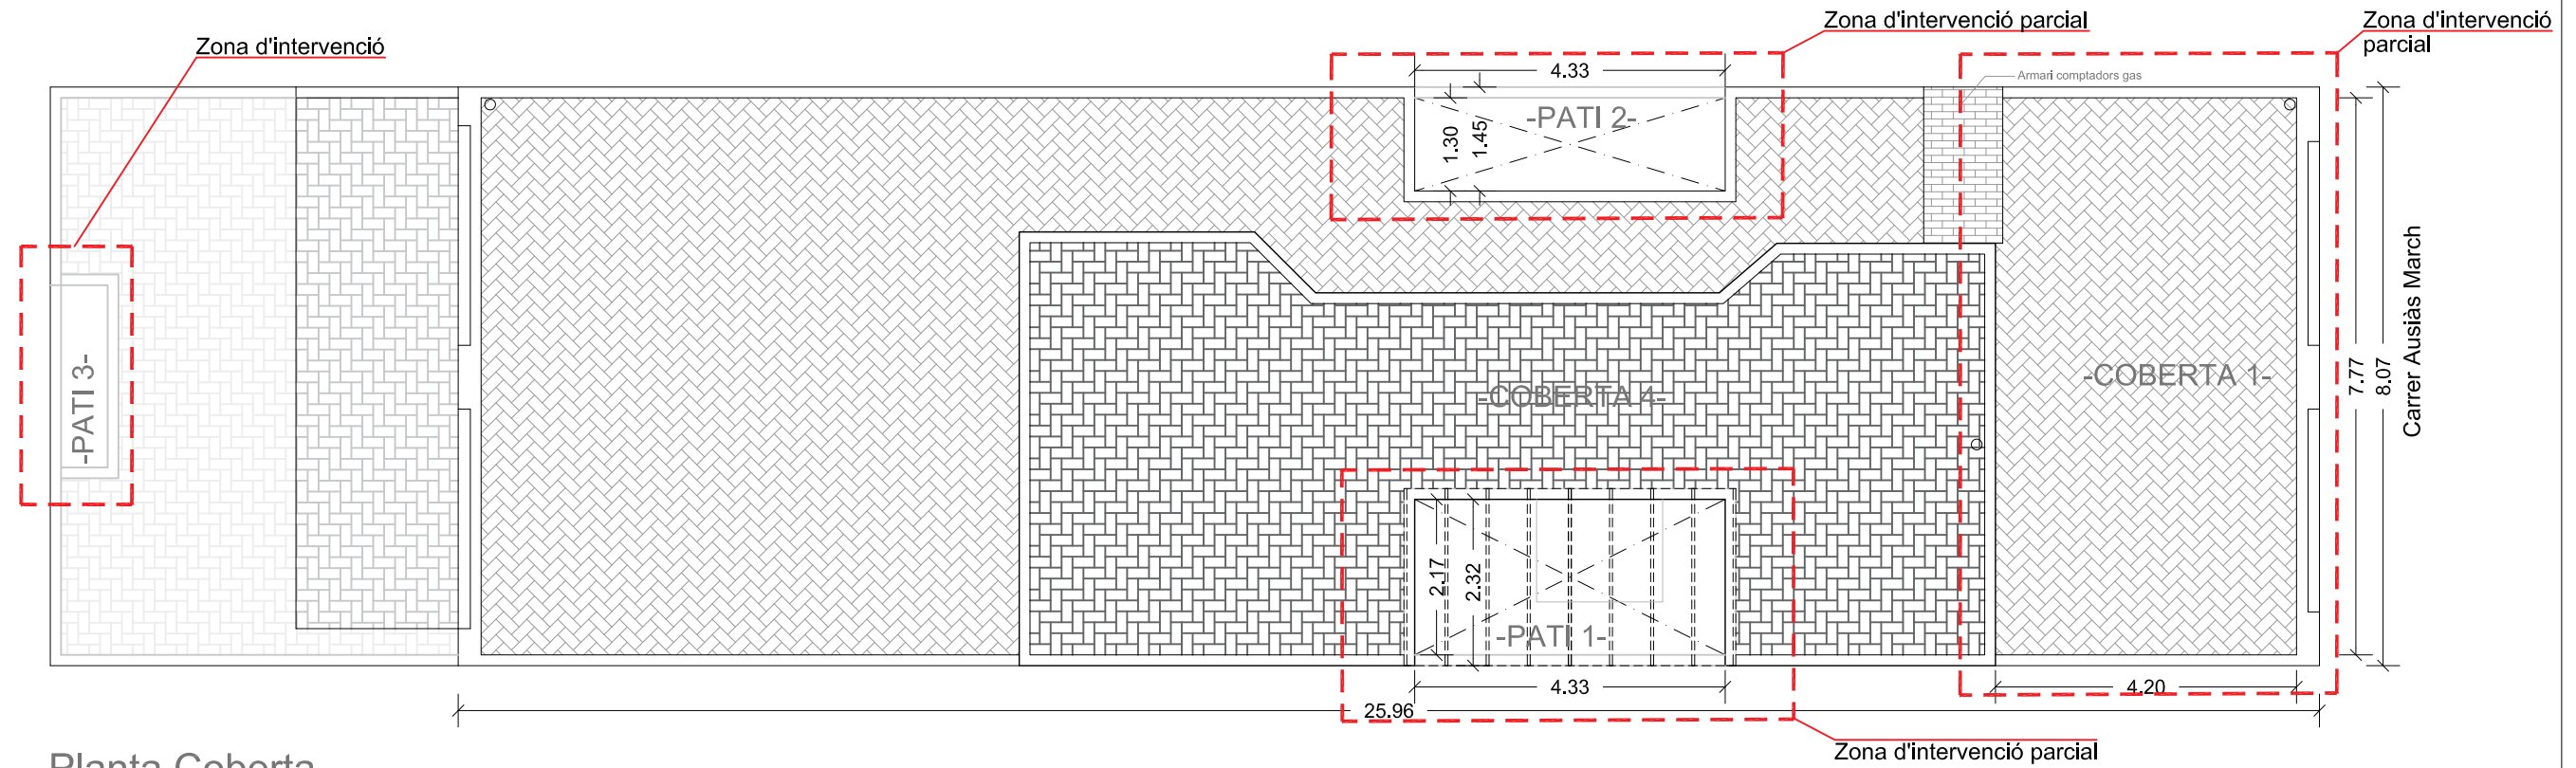 Zona d'intervenció parcial
Zona d'intervenció
parcial
Zona d'intervenció
4.33
Armari comptadors gas
-PATI 2-
1.30
1.45
Carrer Ausiàs March
-PATI 3-
-COBERTA 4-
-COBERTA 1-
7.77
8.07
2.17
2.32
-PATI 1-
4.33
4.20
25.96
Zona d'intervenció parcial
Planta Coberta